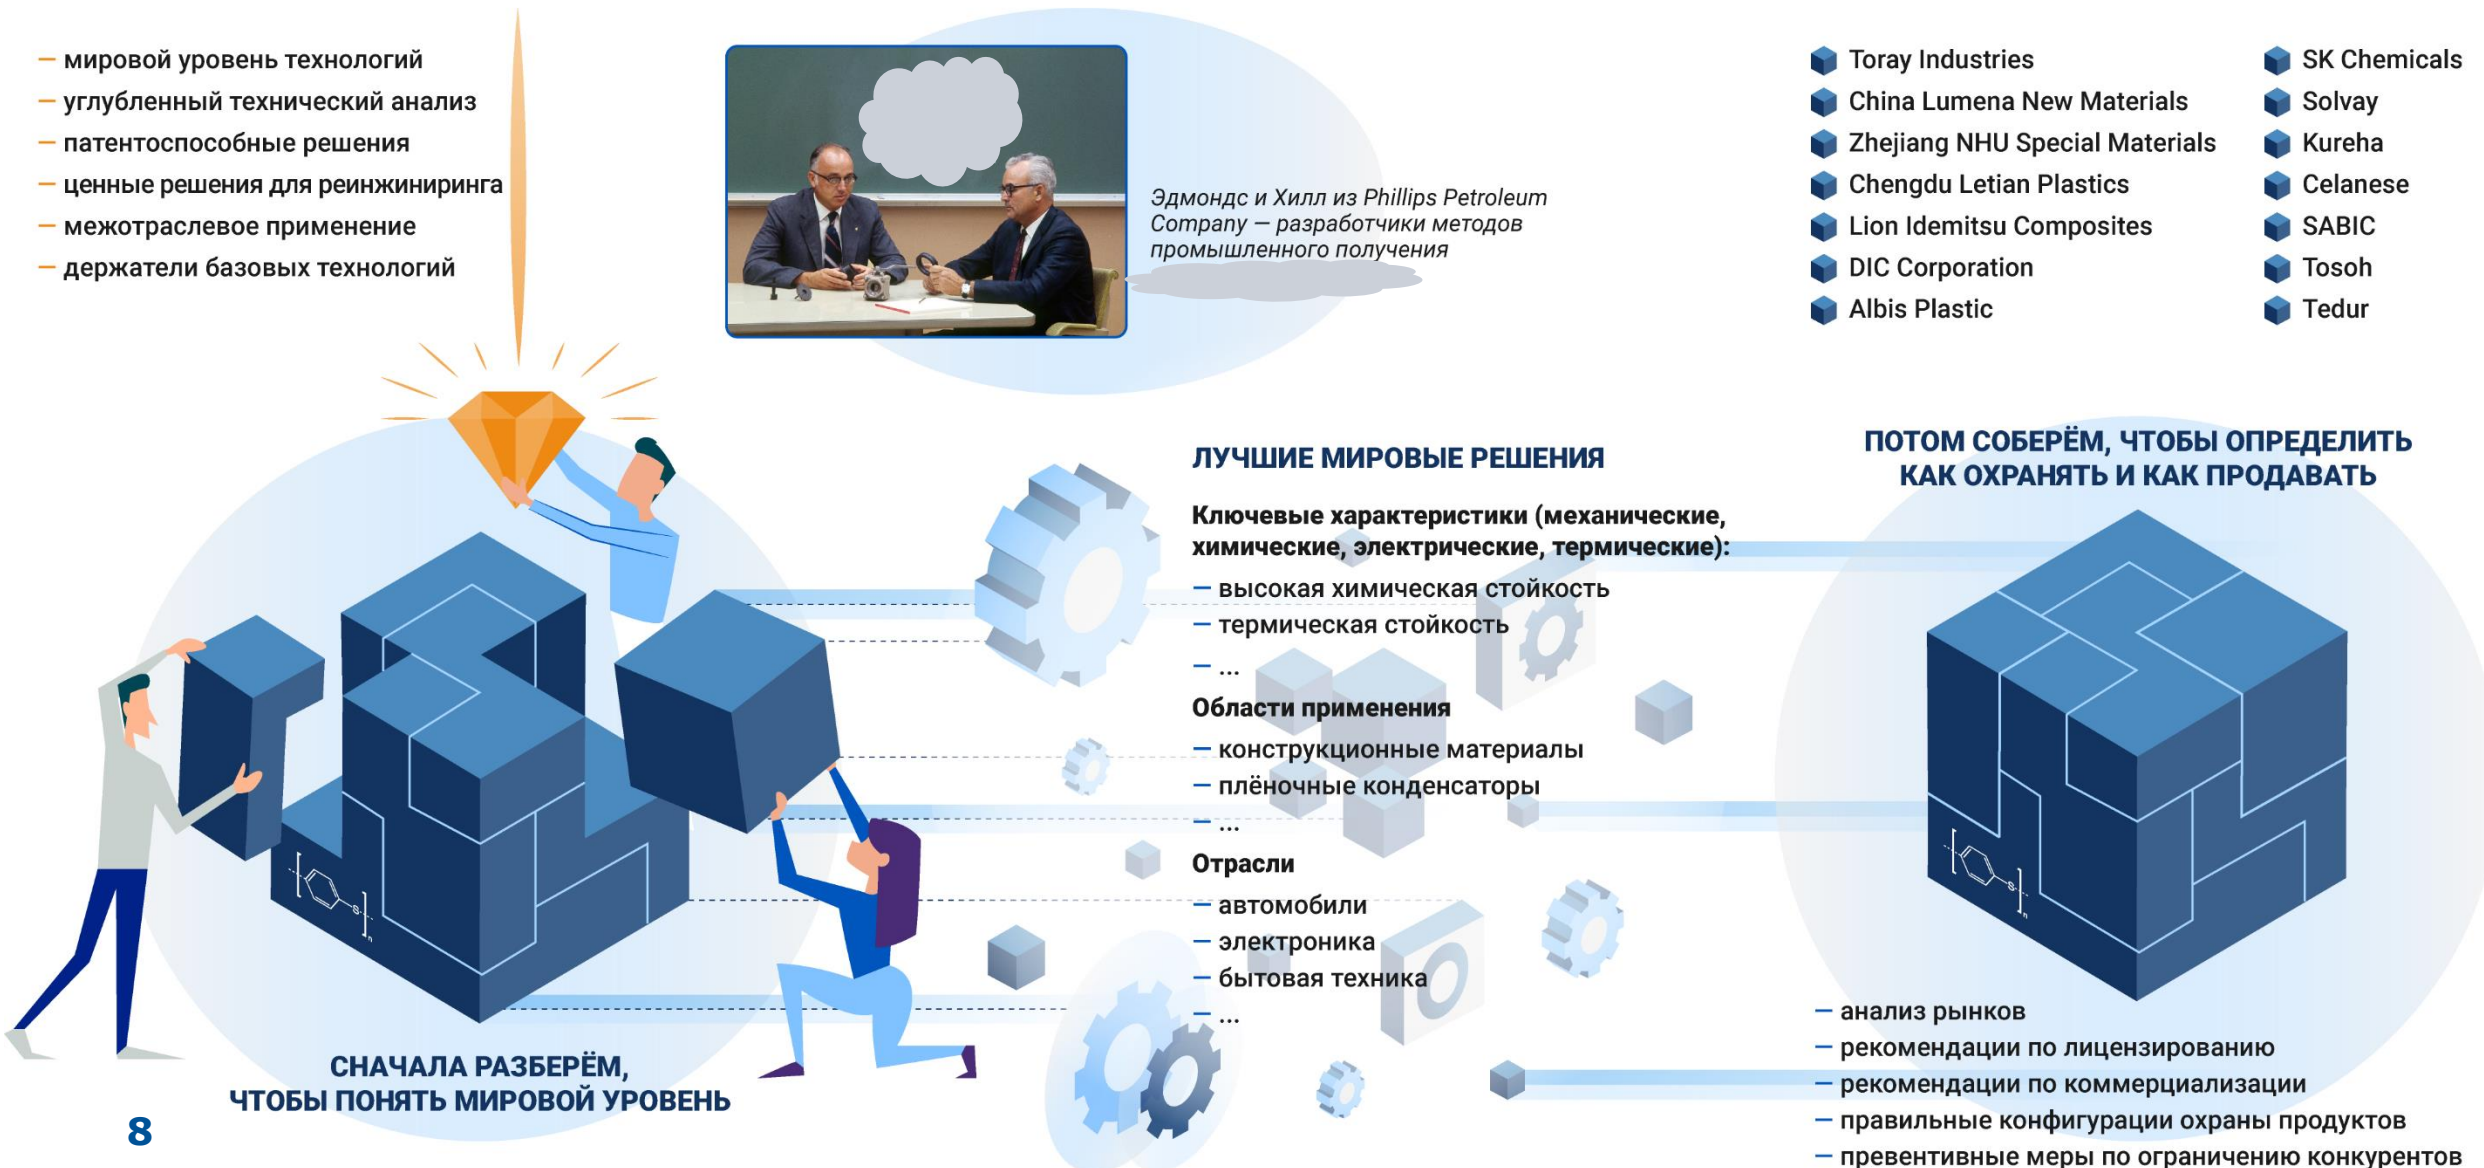 — мировой уровень технологий
— углубленный технический анализ
— патентоспособные решения
— ценные решения для реинжиниринга
— межотраслевое применение
— держатели базовых технологий
Эдмондс и Хилл из Phillips Petroleum
Company — разработчики методов
промышленного получения
Toray Industries
China Lumena New Materials
Zhejiang NHU Special Materials
Chengdu Letian Plastics
Lion Idemitsu Composites
DIC Corporation
Albis Plastic
SK Chemicals
Solvay
Kureha
Celanese
SABIC
Tosoh
Tedur
ЛУЧШИЕ МИРОВЫЕ РЕШЕНИЯ
Ключевые характеристики (механические,
химические, электрические, термические):
— высокая химическая стойкость
— термическая стойкость
— ...
Области применения
— конструкционные материалы
— плёночные конденсаторы
— ...
Отрасли
— автомобили
— электроника
— бытовая техника
— ...
ПОТОМ СОБЕРЁМ, ЧТОБЫ ОПРЕДЕЛИТЬ
КАК ОХРАНЯТЬ И КАК ПРОДАВАТЬ
S
n
S
n
— анализ рынков
— рекомендации по лицензированию
— рекомендации по коммерциализации
— правильные конфигурации охраны продуктов
— превентивные меры по ограничению конкурентов
СНАЧАЛА РАЗБЕРЁМ,
ЧТОБЫ ПОНЯТЬ МИРОВОЙ УРОВЕНЬ
8